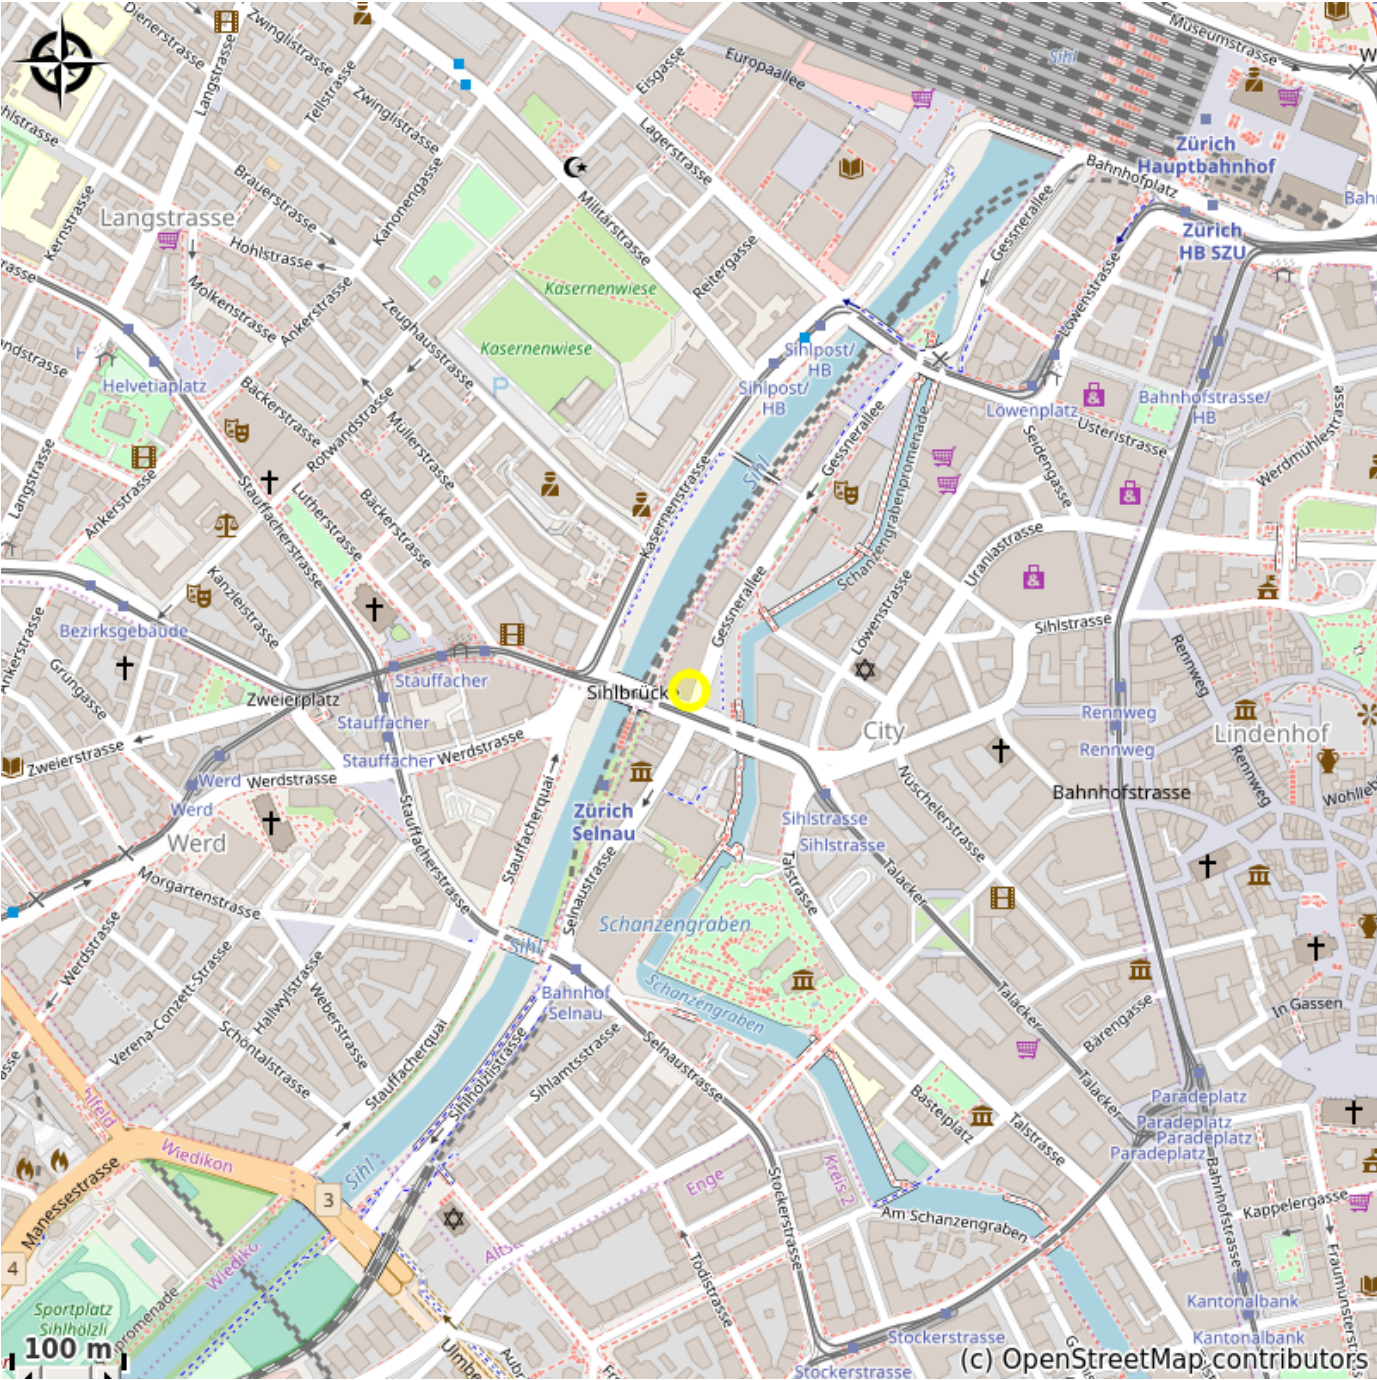 Dienerstrasse
Zwinglistrasse
Museumstrasse
Langstrasse
Tellstrasse
Zwinglistrasse
Eisgasse
Europaallee
Sihl
Lagerstrasse
Zürich
Hauptbahnhof
Bahnhofplatz
Brauerstrasse
Kanonengasse
Kernstrasse
Langstrasse
Militärstrasse
Gessnerallee
Zürich
HB SZU
Hohlstrasse
Reitergasse
Molkenstrasse
Ankerstrasse
Kasernenwiese
Löwenstrasse
Zeughausstrasse
Kasernenwiese
Sihlpost/
HB
Sihlpost/
HB
Helvetiaplatz
P
Bahnhofstrasse/
HB
Löwenplatz
Bäckerstrasse
Rotwandstrasse
Müllerstrasse
Gessnerallee
Seidengasse
Usteristrasse
Werdmühlestrasse
Langstrasse
Ankerstrasse
Stauffacherstrasse
Lutherstrasse
Bäckerstrasse
Kasernenstrasse
Sihl
Schanzengrabenpromenade
Uraniastrasse
Kanzleistrasse
Gessnerallee
Löwenstrasse
Sihlstrasse
Bezirksgebäude
Ankerstrasse
Grüngasse
Stauffacher
Zweierplatz
Sihlbrücke
Rennweg
Stauffacher
Stauffacher
City
Rennweg
Rennweg
Lindenhof
Zweierstrasse
Werdstrasse
Werd
Werdstrasse
Werd
Rennweg
Nüschelerstrasse
Bahnhofstrasse
Zürich
Selnau
Sihlstrasse
Sihlstrasse
Werd
Stauffacherquai
Stauffacherstrasse
Talstrasse
Talacker
Morgartenstrasse
Selnaustrasse
Schanzengraben
Sihl
Werdstrasse
Verena-Conzett-Strasse
Hallwylstrasse
Weberstrasse
Bahnhof
Selnau
Schanzengraben
Talacker
Bärengasse
In Gassen
Schöntalstrasse
Stauffacherquai
Sihlhölzlistrasse
Sihlamtsstrasse
Selnaustrasse
Talacker
Paradeplatz
Paradeplatz
Paradeplatz
Paradeplatz
Basteiplatz
Talstrasse
Wiedikon
Sihl
Enge
Kreis 2
Stockerstrasse
Bahnhofstrasse
Kappelergasse
3
Manessestrasse
Am Schanzengraben
4
Tödistrasse
Fraumünsterstrasse
Sportplatz
Sihlhölzli
Kantonalbank
Stockerstrasse
Kantonalbank
100 m
Stockerstrasse
(c) OpenStreetMap contributors